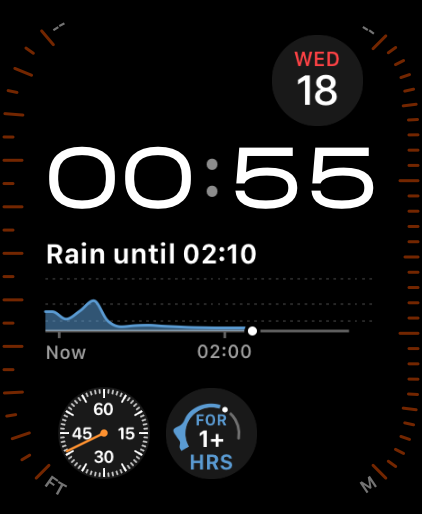 --
--
WED
18
00:55
Rain until 02:10
Now
02:00
60
45
15
30
FOR
1+
HRS
FT
M